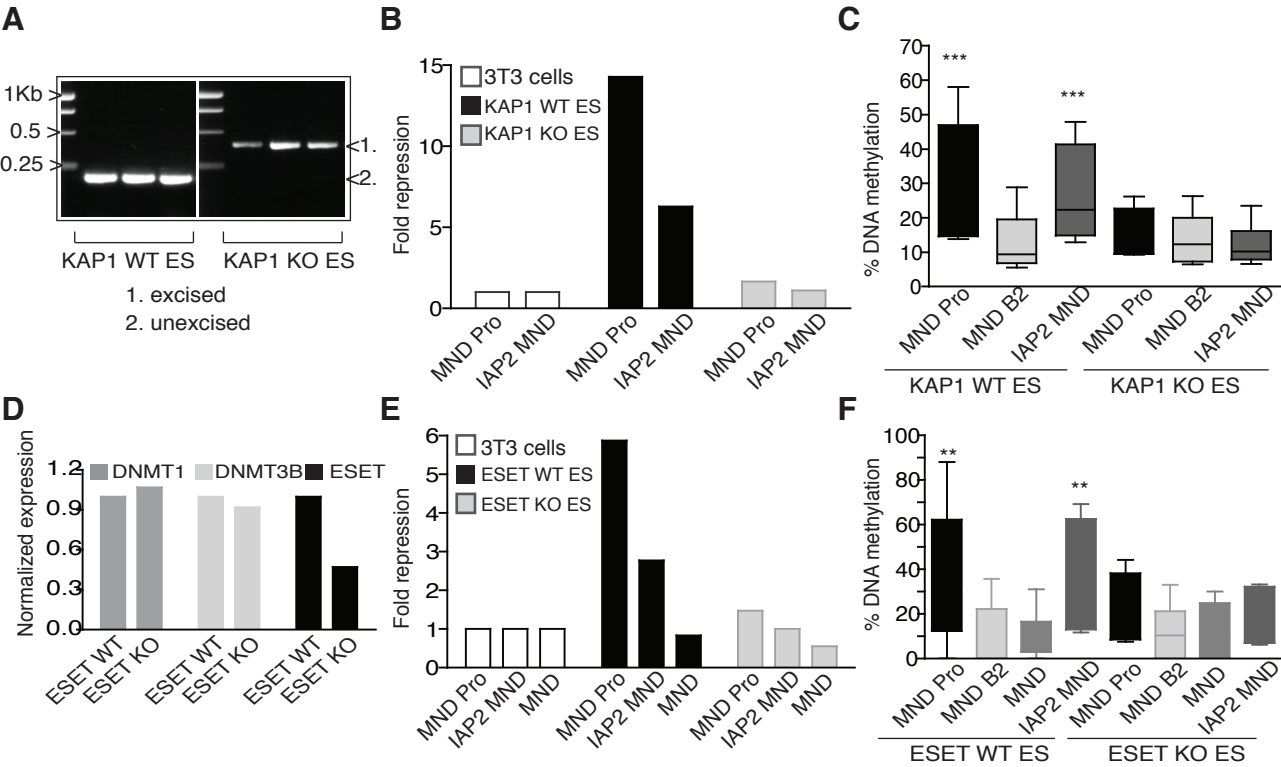 A
1Kb >
0.5 >
0.25 >
<1.
<2.
KAP1 WT ES
KAP1 KO ES
1. excised
2. unexcised
B
Fold repression
15
10
5
0
3T3 cells
KAP1 WT ES
KAP1 KO ES
MND Pro
IAP2 MND
MND Pro
IAP2 MND
MND Pro
IAP2 MND
C
% DNA methylation
70
60
50
40
30
20
10
0
***
***
MND Pro
MND B2
IAP2 MND
MND Pro
MND B2
IAP2 MND
KAP1 WT ES
KAP1 KO ES
D
Normalized expression
1.2
0.9
0.6
0.3
0.0
DNMT1
DNMT3B
ESET
ESET WT
ESET KO
ESET WT
ESET KO
ESET WT
ESET KO
E
Fold repression
6
5
4
3
2
1
0
3T3 cells
ESET WT ES
ESET KO ES
MND Pro
IAP2 MND
MND
MND Pro
IAP2 MND
MND
MND Pro
IAP2 MND
MND
F
% DNA methylation
100
80
60
40
20
0
**
**
MND Pro
MND B2
MND
IAP2 MND
MND Pro
MND B2
MND
IAP2 MND
ESET WT ES
ESET KO ES